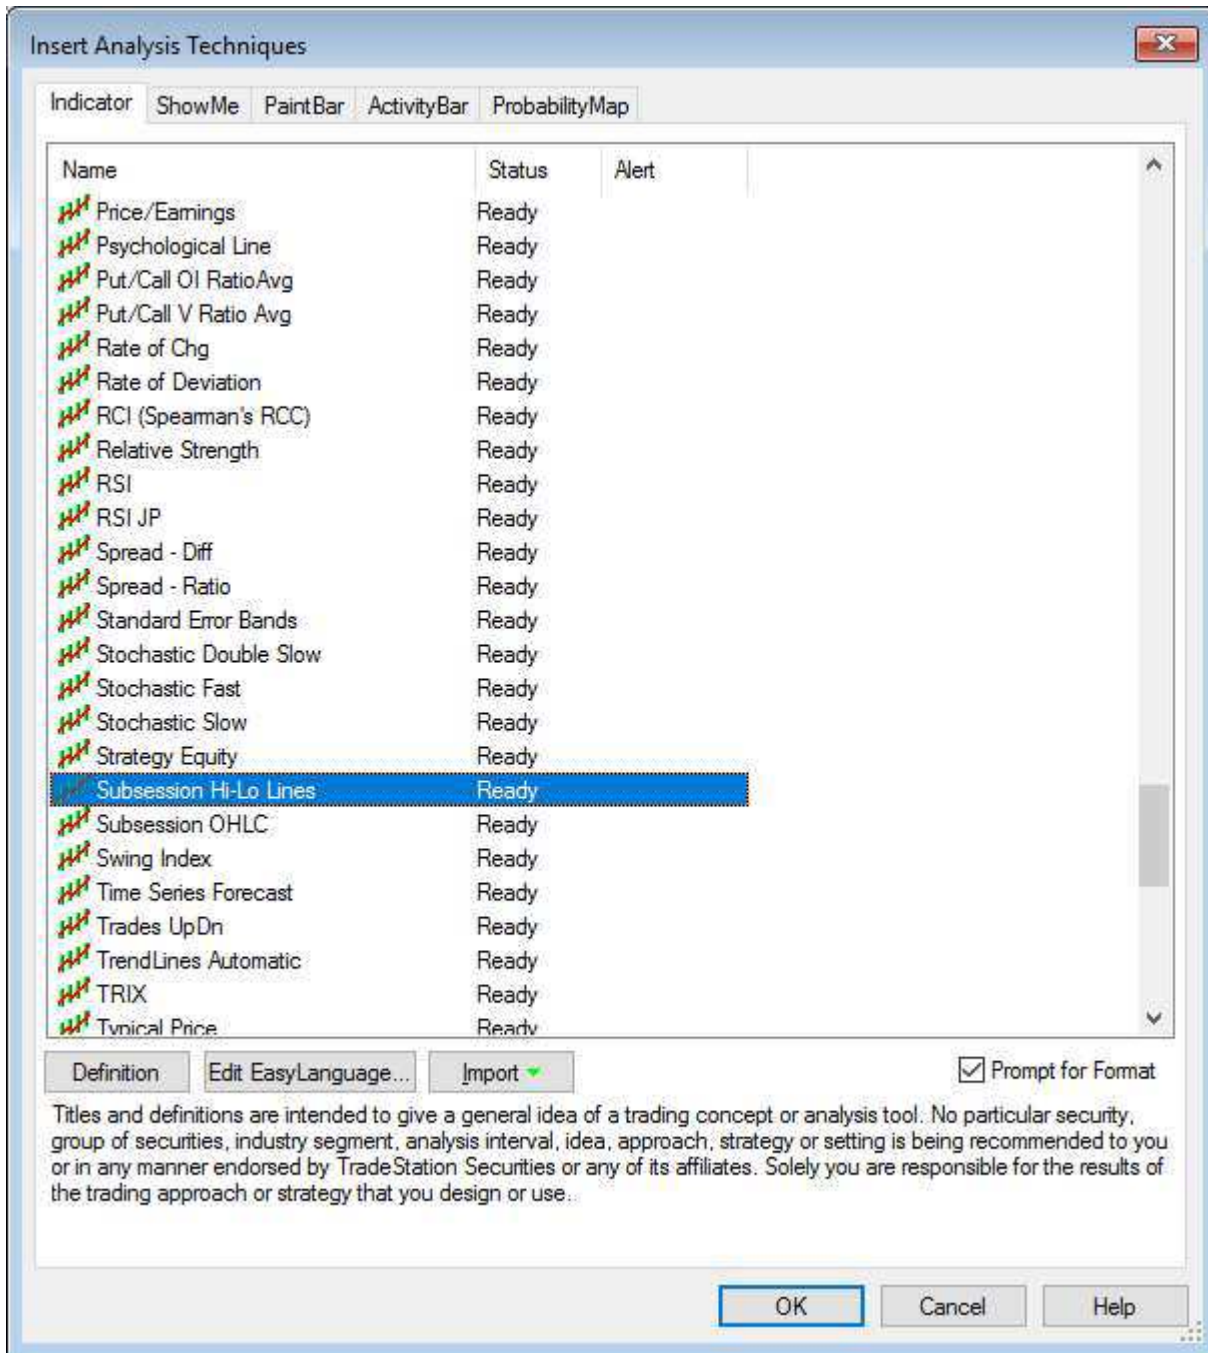 Insert Analysis Techniques
Indicator ShowMe PaintBar ActivityBar ProbabilityMap
Name Status Alert
Price/Earnings Ready
Psychological Line Ready
Put/Call OI RatioAvg Ready
Put/Call V Ratio Avg Ready
Rate of Chg Ready
Rate of Deviation Ready
RCI (Spearman's RCC) Ready
Relative Strength Ready
RSI Ready
RSI JP Ready
Spread - Diff Ready
Spread - Ratio Ready
Standard Error Bands Ready
Stochastic Double Slow Ready
Stochastic Fast Ready
Stochastic Slow Ready
Strategy Equity Ready
Subsession Hi-Lo Lines Ready
Subsession OHLC Ready
Swing Index Ready
Time Series Forecast Ready
Trades UpDn Ready
TrendLines Automatic Ready
TRIX Ready
Typical Price Ready
Definition Edit EasyLanguage... Import Prompt for Format
Titles and definitions are intended to give a general idea of a trading concept or analysis tool. No particular security,
group of securities, industry segment, analysis interval, idea, approach, strategy or setting is being recommended to you
or in any manner endorsed by TradeStation Securities or any of its affiliates. Solely you are responsible for the results of
the trading approach or strategy that you design or use.
OK Cancel Help